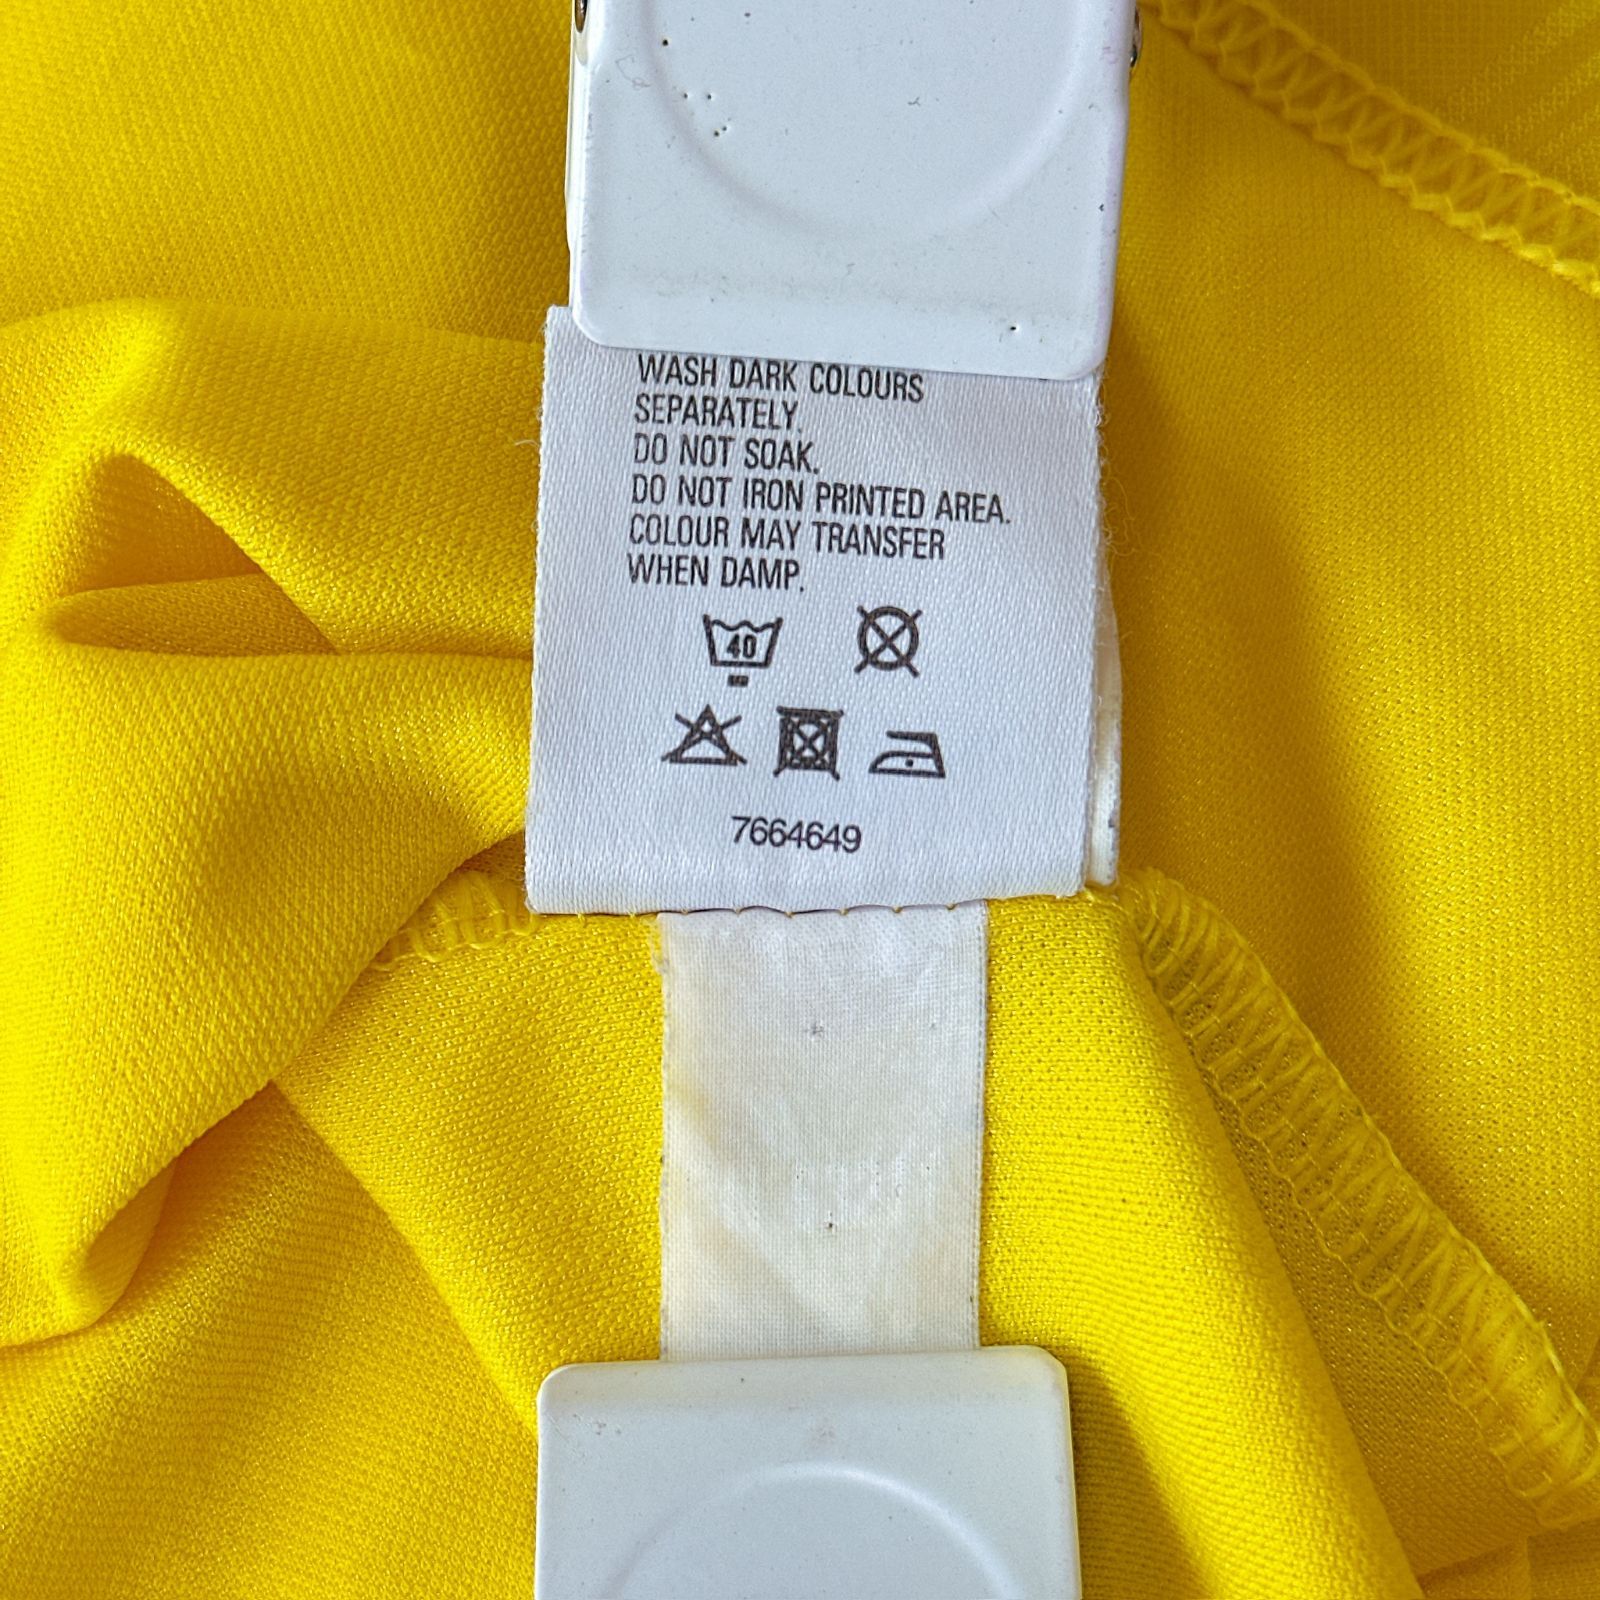 WASH DARK COLOURS
SEPARATELY.
DO NOT SOAK.
DO NOT IRON PRINTED AREA.
COLOUR MAY TRANSFER
WHEN DAMP.
40
7664649